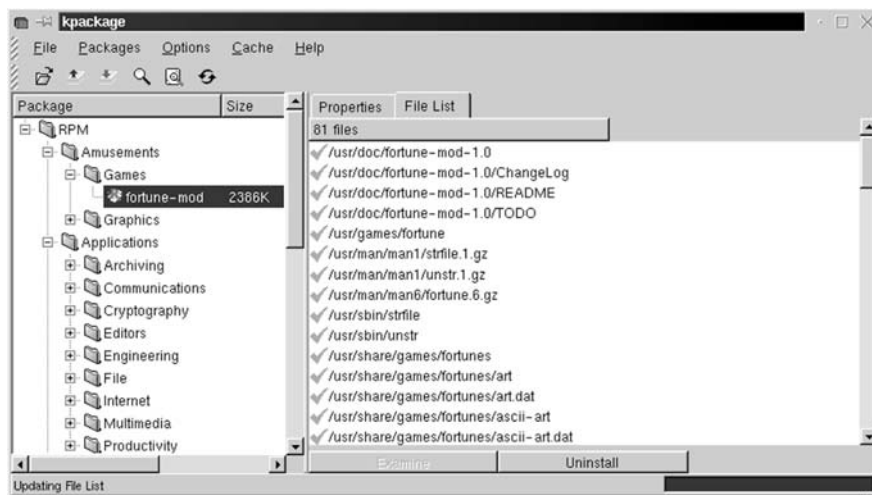 kpackage
File Packages Options Cache Help
Package Size
RPM
Amusements
Games
fortune-mod 2386K
Graphics
Applications
Archiving
Communications
Cryptography
Editors
Engineering
File
Internet
Multimedia
Productivity
Properties File List
81 files
/usr/doc/fortune-mod-1.0
/usr/doc/fortune-mod-1.0/ChangeLog
/usr/doc/fortune-mod-1.0/README
/usr/doc/fortune-mod-1.0/TODO
/usr/games/fortune
/usr/man/man1/strfile.1.gz
/usr/man/man1/unstr.1.gz
/usr/man/man6/fortune.6.gz
/usr/sbin/strfile
/usr/sbin/unstr
/usr/share/games/fortunes
/usr/share/games/fortunes/art
/usr/share/games/fortunes/art.dat
/usr/share/games/fortunes/ascii-art
/usr/share/games/fortunes/ascii-art.dat
Examine Uninstall
Updating File List